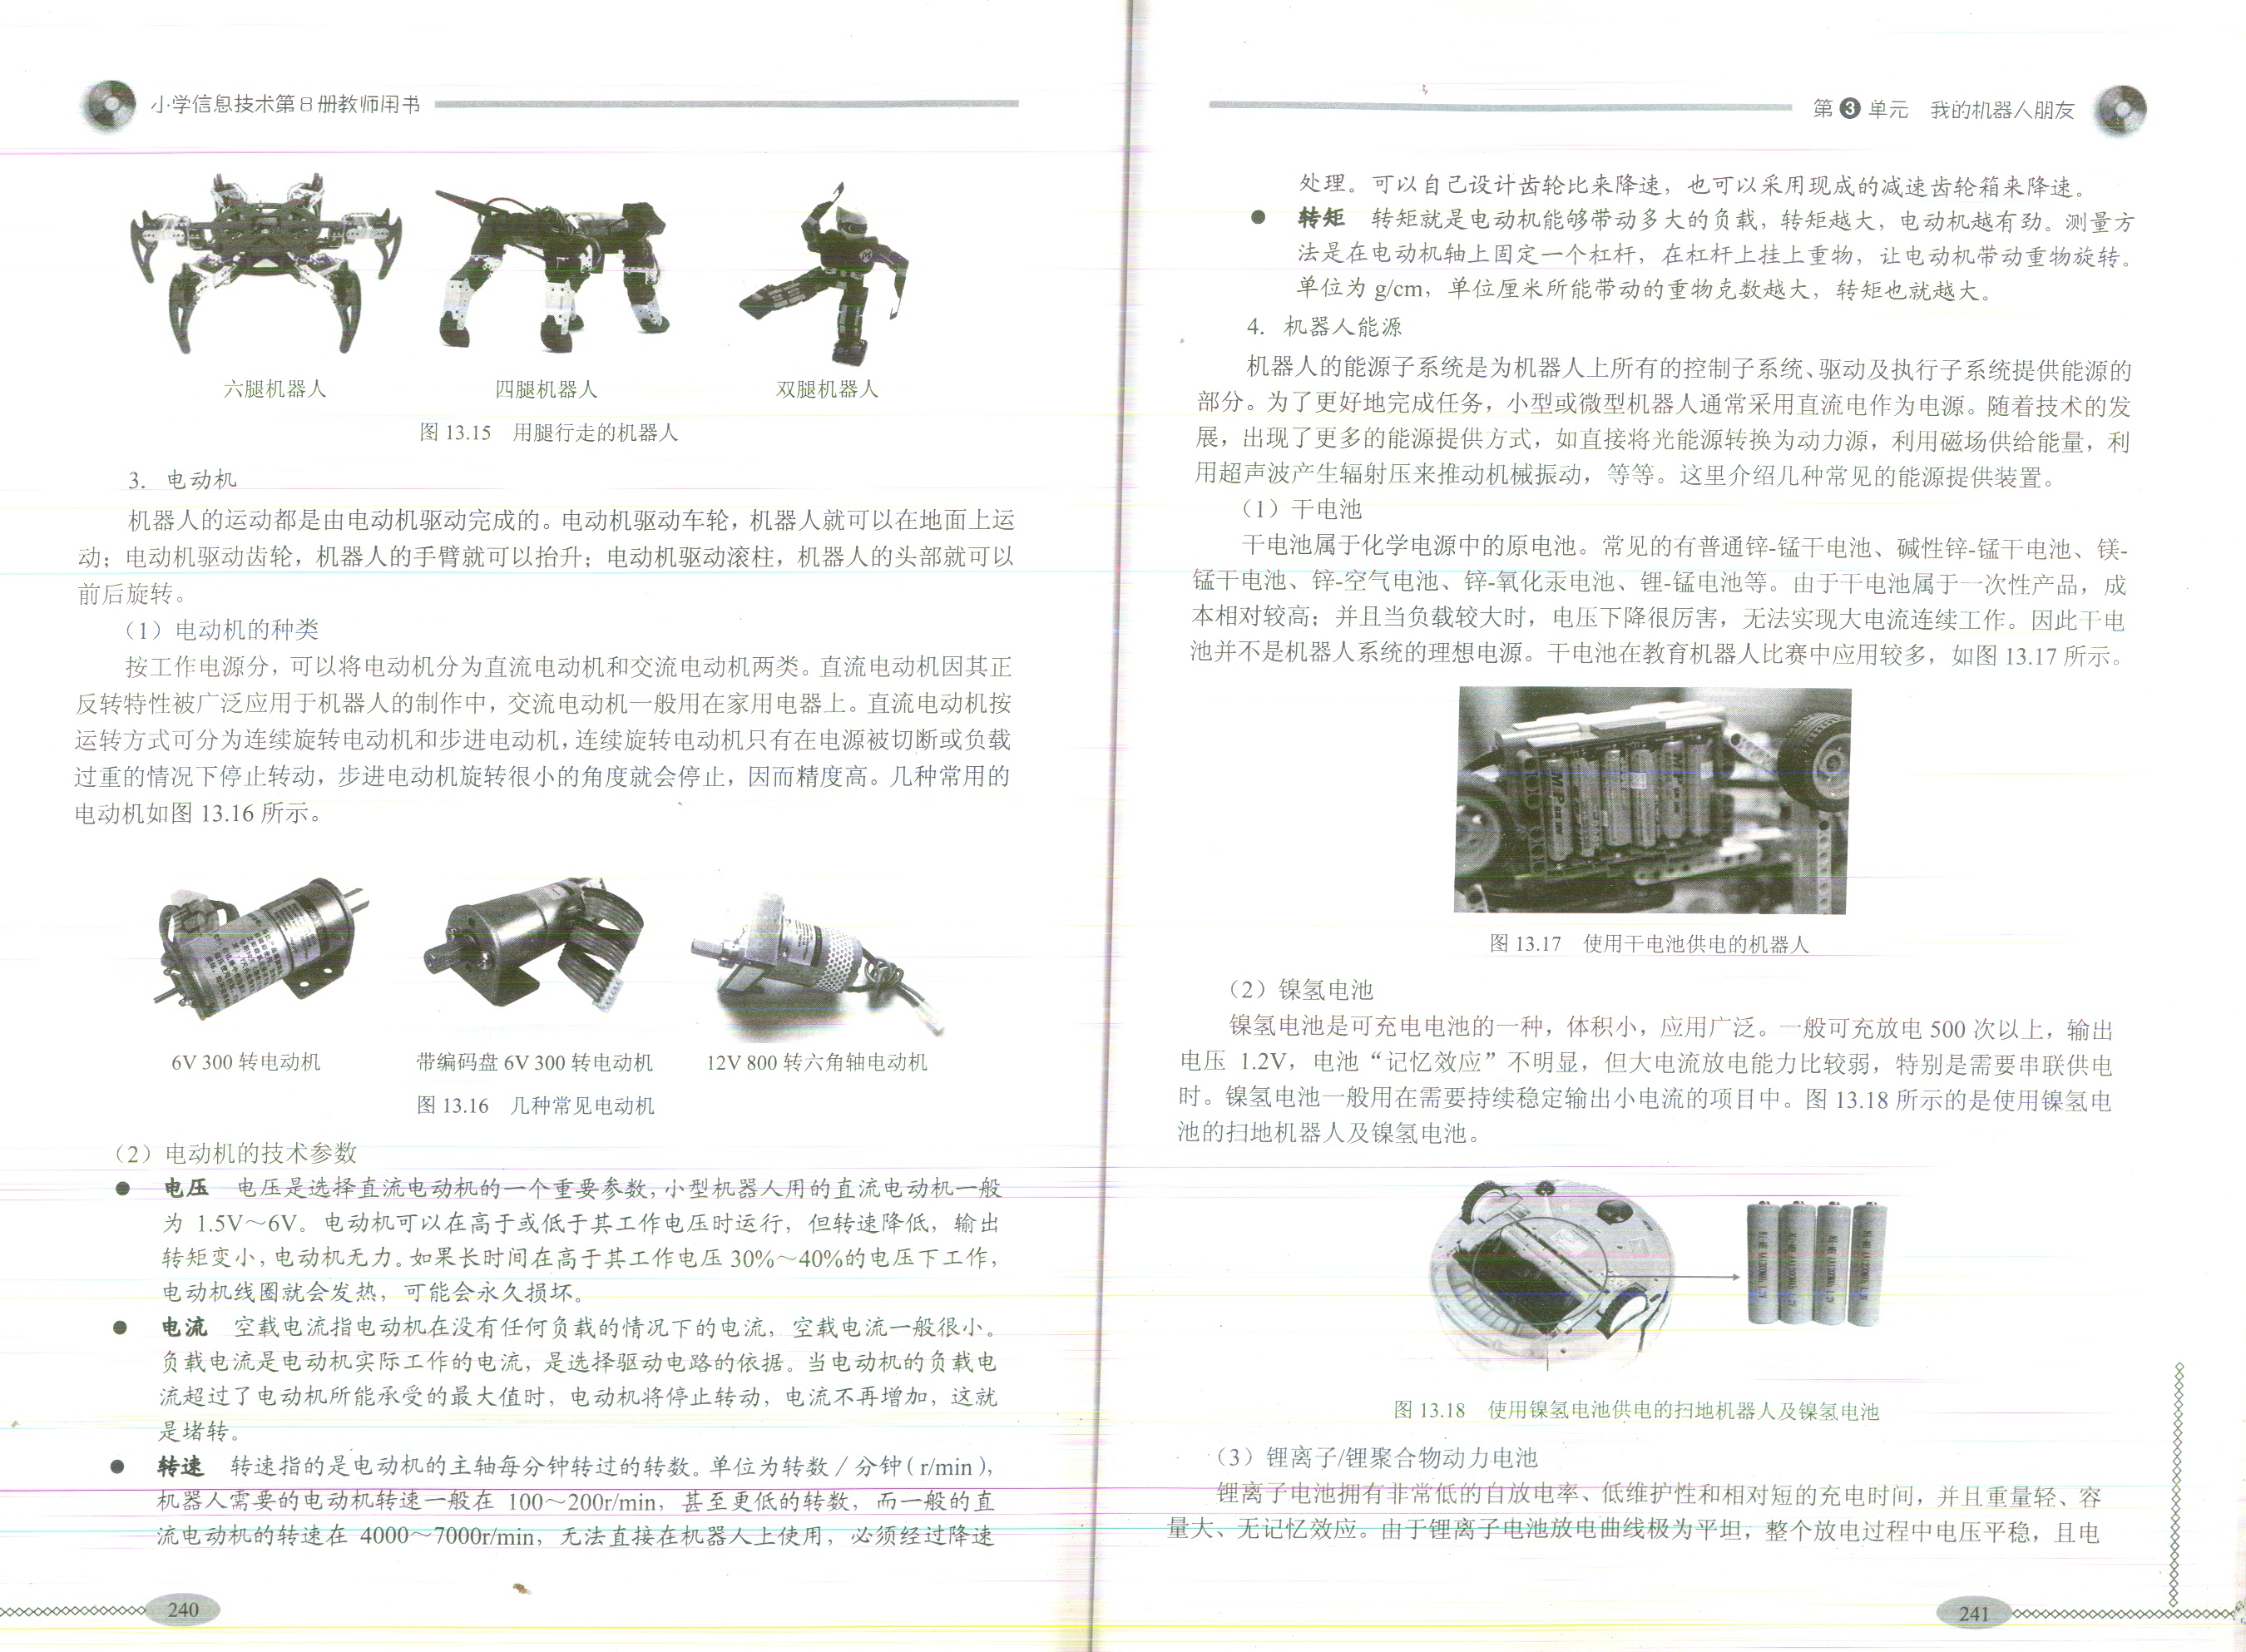 小学信息技术第8册教师用书
六腿机器人
四腿机器人
双腿机器人
图 13.15 用腿行走的机器人
3. 电动机
机器人的运动都是由电动机驱动完成的。电动机驱动车轮，机器人就可以在地面上运
动；电动机驱动齿轮，机器人的手臂就可以抬升；电动机驱动滚柱，机器人的头部就可以
前后旋转。
（1）电动机的种类
按工作电源分，可以将电动机分为直流电动机和交流电动机两类。直流电动机因其正
反转特性被广泛应用于机器人的制作中，交流电动机一般用在家用电器上。直流电动机按
运转方式可分为连续旋转电动机和步进电动机，连续旋转电动机只有在电源被切断或负载
过重的情况下停止转动，步进电动机旋转很小的角度就会停止，因而精度高。几种常用的
电动机如图 13.16 所示。
6V 300 转电动机
带编码盘 6V 300 转电动机
12V 800 转六角轴电动机
图 13.16 几种常见电动机
（2）电动机的技术参数
● 电压 电压是选择直流电动机的一个重要参数，小型机器人用的直流电动机一般
为 1.5V～6V。电动机可以在高于或低于其工作电压时运行，但转速降低，输出
转矩变小，电动机无力。如果长时间在高于其工作电压 30%～40%的电压下工作，
电动机线圈就会发热，可能会永久损坏。
● 电流 空载电流指电动机在没有任何负载的情况下的电流，空载电流一般很小。
负载电流是电动机实际工作的电流，是选择驱动电路的依据。当电动机的负载电
流超过了电动机所能承受的最大值时，电动机将停止转动，电流不再增加，这就
是堵转。
● 转速 转速指的是电动机的主轴每分钟转过的转数。单位为转数／分钟（r/min），
机器人需要的电动机转速一般在 100～200r/min，甚至更低的转数，而一般的直
流电动机的转速在 4000～7000r/min，无法直接在机器人上使用，必须经过降速
240
第3单元 我的机器人朋友
处理。可以自己设计齿轮比来降速，也可以采用现成的减速齿轮箱来降速。
● 转矩 转矩就是电动机能够带动多大的负载，转矩越大，电动机越有劲。测量方
法是在电动机轴上固定一个杠杆，在杠杆上挂上重物，让电动机带动重物旋转。
单位为 g/cm，单位厘米所能带动的重物克数越大，转矩也就越大。
4. 机器人能源
机器人的能源子系统是为机器人上所有的控制子系统、驱动及执行子系统提供能源的
部分。为了更好地完成任务，小型或微型机器人通常采用直流电作为电源。随着技术的发
展，出现了更多的能源提供方式，如直接将光能源转换为动力源，利用磁场供给能量，利
用超声波产生辐射压来推动机械振动，等等。这里介绍几种常见的能源提供装置。
（1）干电池
干电池属于化学电源中的原电池。常见的有普通锌-锰干电池、碱性锌-锰干电池、镁-
锰干电池、锌-空气电池、锌-氧化汞电池、锂-锰电池等。由于干电池属于一次性产品，成
本相对较高；并且当负载较大时，电压下降很厉害，无法实现大电流连续工作。因此干电
池并不是机器人系统的理想电源。干电池在教育机器人比赛中应用较多，如图 13.17 所示。
图 13.17 使用干电池供电的机器人
（2）镍氢电池
镍氢电池是可充电电池的一种，体积小，应用广泛。一般可充放电 500 次以上，输出
电压 1.2V，电池“记忆效应”不明显，但大电流放电能力比较弱，特别是需要串联供电
时。镍氢电池一般用在需要持续稳定输出小电流的项目中。图 13.18 所示的是使用镍氢电
池的扫地机器人及镍氢电池。
图 13.18 使用镍氢电池供电的扫地机器人及镍氢电池
（3）锂离子/锂聚合物动力电池
锂离子电池拥有非常低的自放电率、低维护性和相对短的充电时间，并且重量轻、容
量大、无记忆效应。由于锂离子电池放电曲线极为平坦，整个放电过程中电压平稳，且电
241